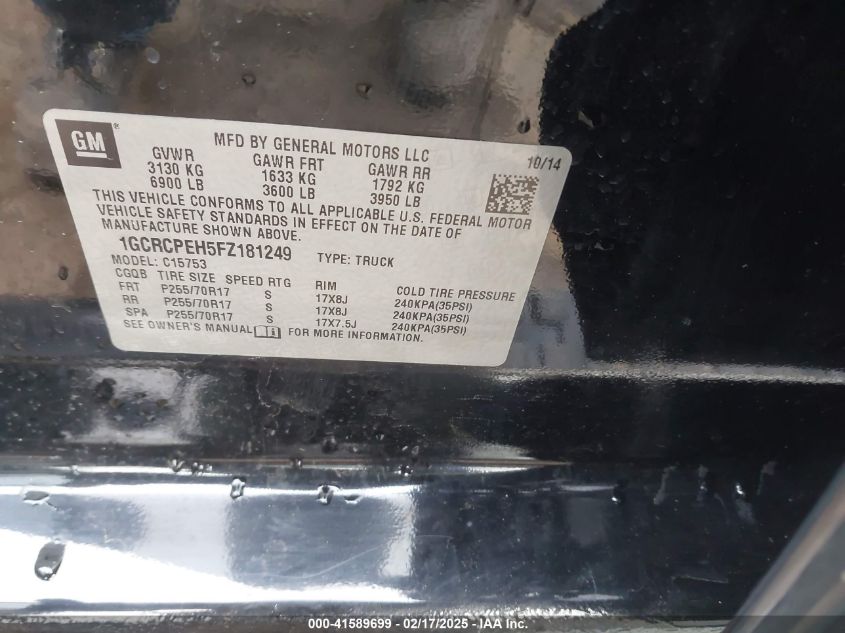 GM ®
MFD BY GENERAL MOTORS LLC
10/14
GVWR GAWR FRT GAWR RR
3130 KG 1633 KG 1792 KG
6900 LB 3600 LB 3950 LB
THIS VEHICLE CONFORMS TO ALL APPLICABLE U.S. FEDERAL MOTOR
VEHICLE SAFETY STANDARDS IN EFFECT ON THE DATE OF
MANUFACTURE SHOWN ABOVE.
1GCRCPEH5FZ181249 TYPE: TRUCK
MODEL: C15753
CGQB TIRE SIZE SPEED RTG RIM COLD TIRE PRESSURE
FRT P255/70R17 S 17X8J 240KPA(35PSI)
RR P255/70R17 S 17X8J 240KPA(35PSI)
SPA P255/70R17 S 17X7.5J 240KPA(35PSI)
SEE OWNER'S MANUAL FOR MORE INFORMATION.
000-41589699 - 02/17/2025 - IAA Inc.